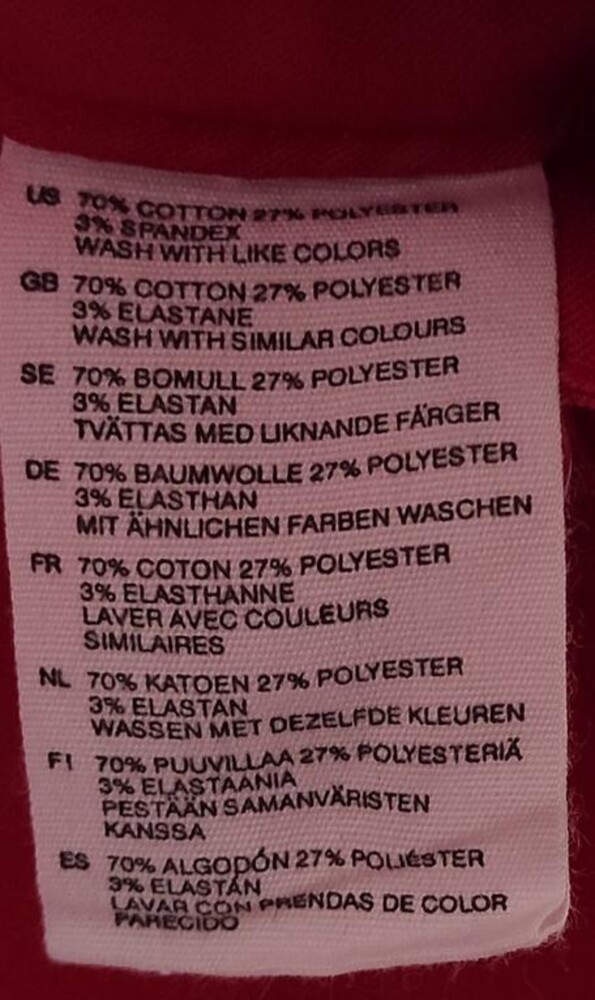 US 70% COTTON 27% POLYESTER
3% SPANDEX
WASH WITH LIKE COLORS
GB 70% COTTON 27% POLYESTER
3% ELASTANE
WASH WITH SIMILAR COLOURS
SE 70% BOMULL 27% POLYESTER
3% ELASTAN
TVÄTTAS MED LIKNANDE FÄRGER
DE 70% BAUMWOLLE 27% POLYESTER
3% ELASTHAN
MIT ÄHNLICHEN FARBEN WASCHEN
FR 70% COTON 27% POLYESTER
3% ELASTHANNE
LAVER AVEC COULEURS
SIMILAIRES
NL 70% KATOEN 27% POLYESTER
3% ELASTAN
WASSEN MET DEZELFDE KLEUREN
FI 70% PUUVILLAA 27% POLYESTERIÄ
3% ELASTAANIA
PESTÄÄN SAMANVÄRISTEN
KANSSA
ES 70% ALGODÓN 27% POLIéSTER
3% ELASTÁN
LAVAR CON PRENDAS DE COLOR
PARECIDO